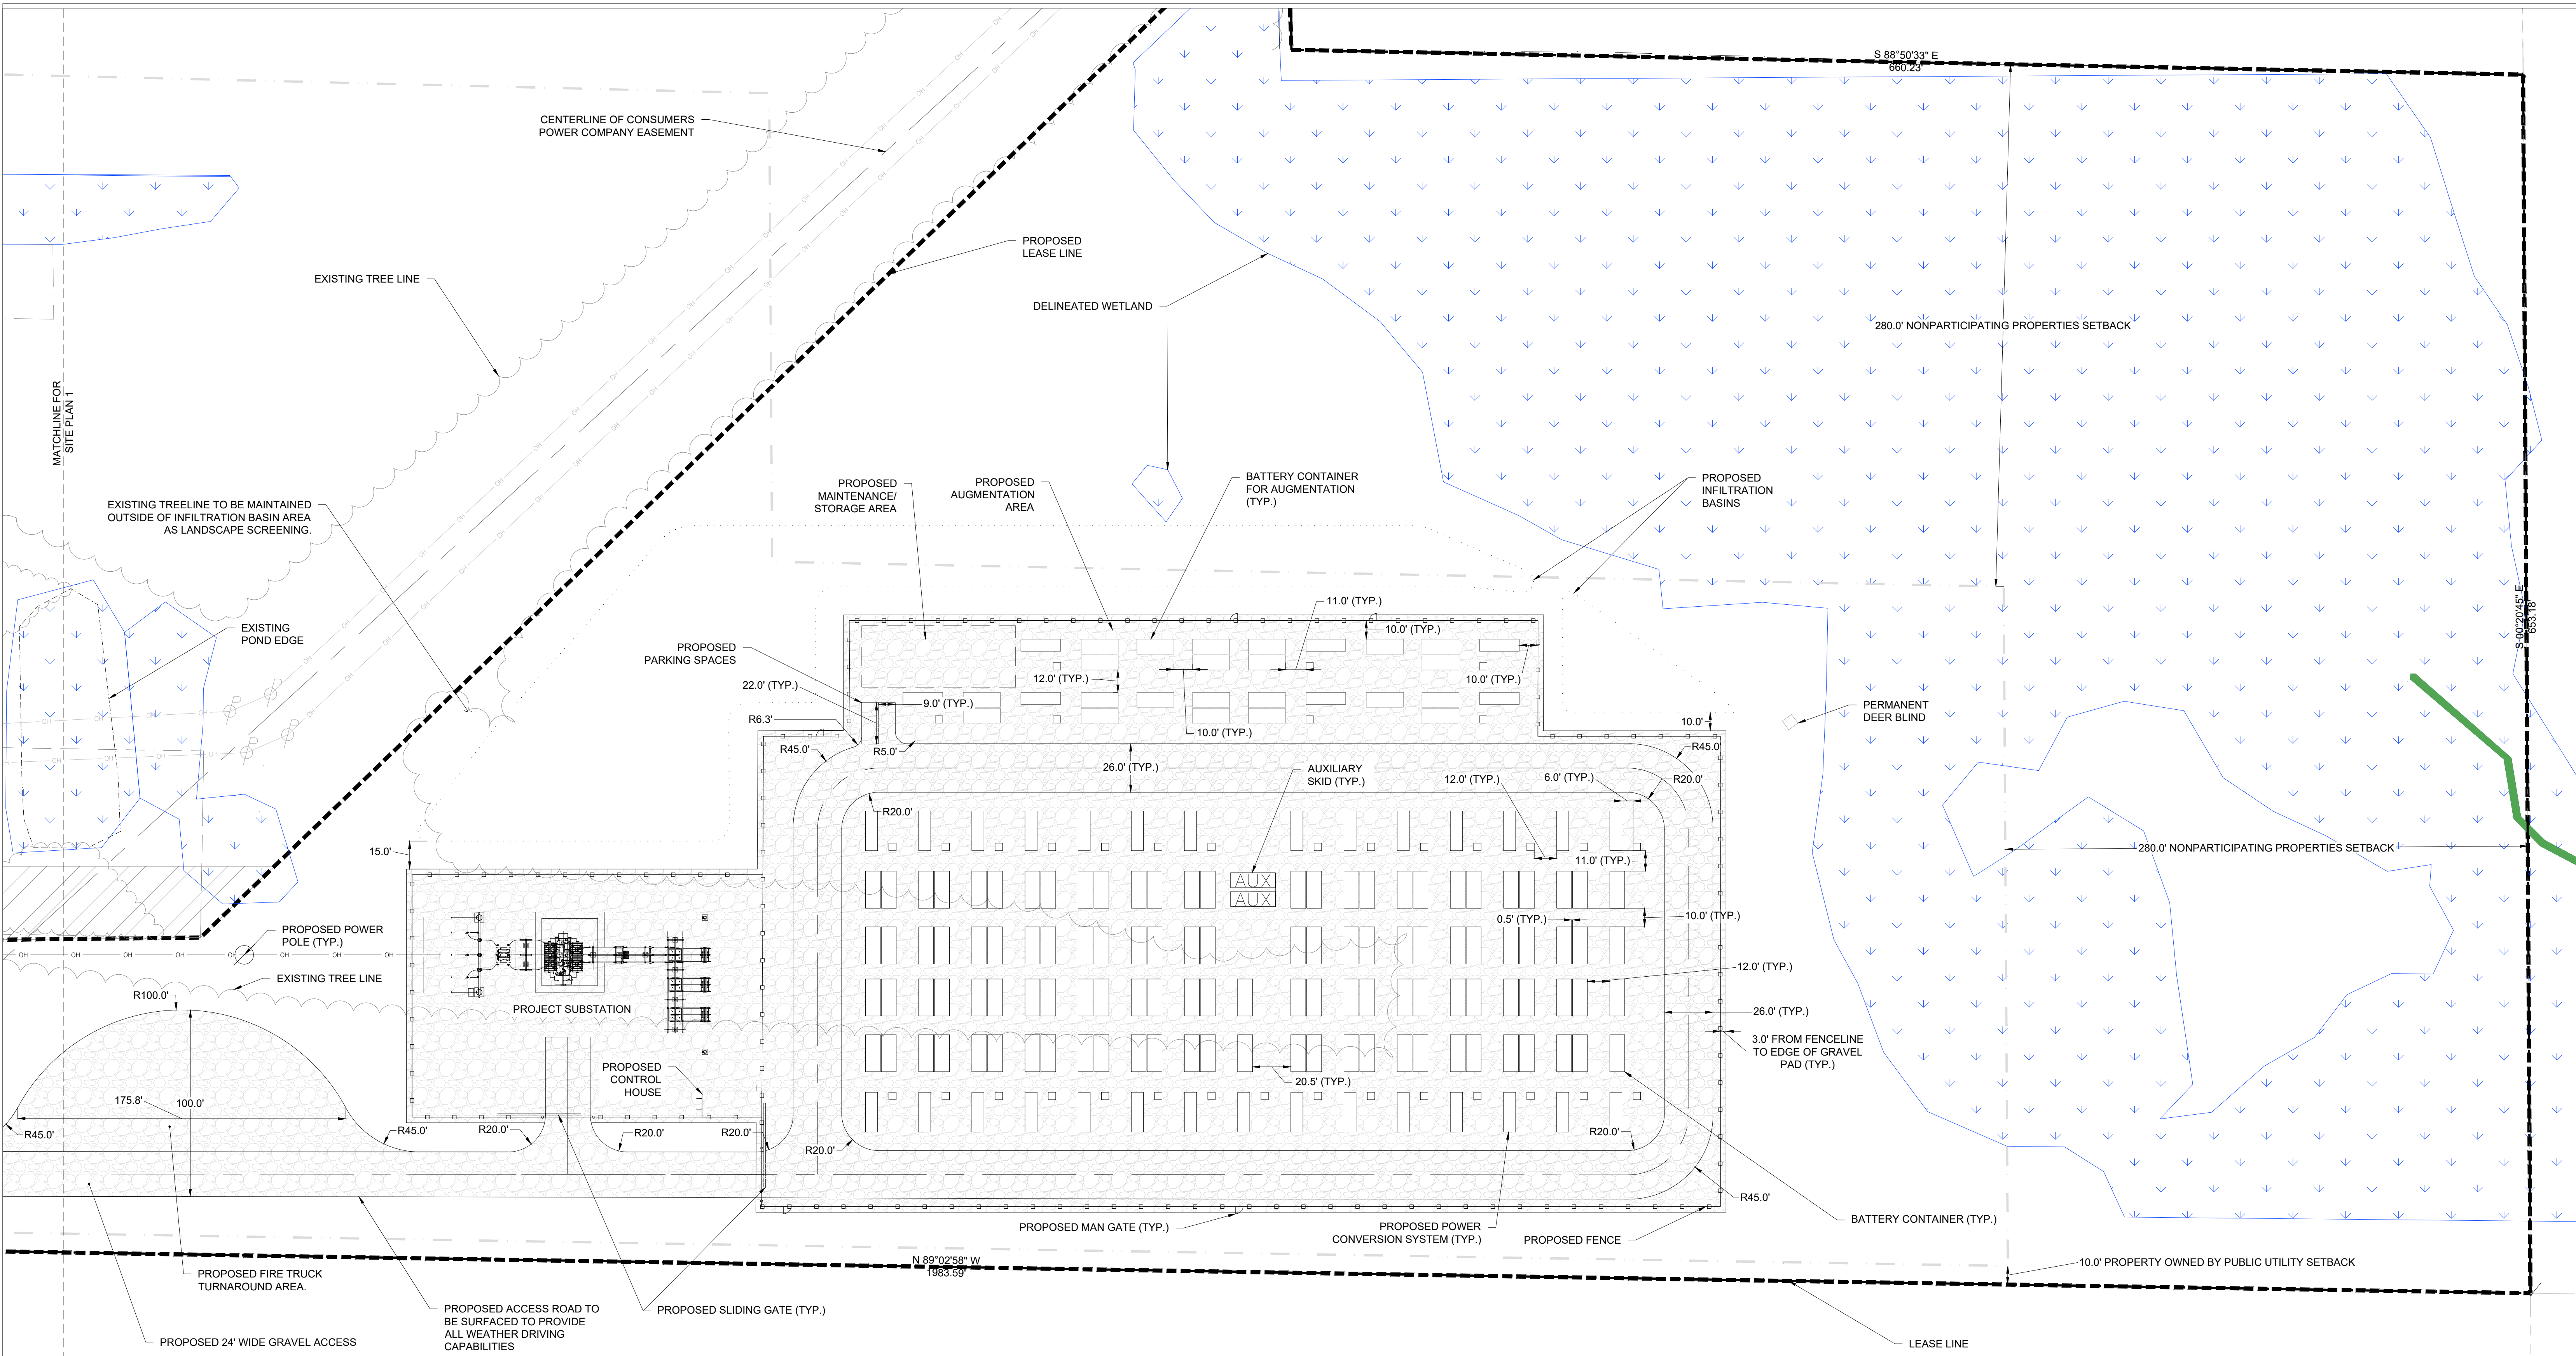 S 88°50'33" E
660.23'
CENTERLINE OF CONSUMERS
POWER COMPANY EASEMENT
PROPOSED
LEASE LINE
EXISTING TREE LINE
DELINEATED WETLAND
280.0' NONPARTICIPATING PROPERTIES SETBACK
MATCHLINE FOR
SITE PLAN 1
EXISTING TREELINE TO BE MAINTAINED
OUTSIDE OF INFILTRATION BASIN AREA
AS LANDSCAPE SCREENING.
PROPOSED
MAINTENANCE/
STORAGE AREA
PROPOSED
AUGMENTATION
AREA
BATTERY CONTAINER
FOR AUGMENTATION
(TYP.)
PROPOSED
INFILTRATION
BASINS
EXISTING
POND EDGE
PROPOSED
PARKING SPACES
11.0' (TYP.)
10.0' (TYP.)
S 00°20'45" E
653.18'
22.0' (TYP.)
12.0' (TYP.)
10.0' (TYP.)
9.0' (TYP.)
R6.3'
10.0' (TYP.)
10.0'
PERMANENT
DEER BLIND
R45.0'
R5.0'
R45.0'
26.0' (TYP.)
AUXILIARY
SKID (TYP.)
12.0' (TYP.)
6.0' (TYP.)
R20.0'
R20.0'
15.0'
11.0' (TYP.)
280.0' NONPARTICIPATING PROPERTIES SETBACK
AUX
AUX
0.5' (TYP.)
10.0' (TYP.)
PROPOSED POWER
POLE (TYP.)
OH OH OH OH OH OH OH OH
12.0' (TYP.)
EXISTING TREE LINE
R100.0'
PROJECT SUBSTATION
26.0' (TYP.)
3.0' FROM FENCELINE
TO EDGE OF GRAVEL
PAD (TYP.)
PROPOSED
CONTROL
HOUSE
20.5' (TYP.)
175.8'
100.0'
R45.0'
R45.0'
R20.0'
R20.0'
R20.0'
R20.0'
R20.0'
R45.0'
PROPOSED MAN GATE (TYP.)
PROPOSED POWER
CONVERSION SYSTEM (TYP.)
PROPOSED FENCE
BATTERY CONTAINER (TYP.)
N 89°02'58" W
1983.59'
10.0' PROPERTY OWNED BY PUBLIC UTILITY SETBACK
PROPOSED FIRE TRUCK
TURNAROUND AREA.
PROPOSED ACCESS ROAD TO
BE SURFACED TO PROVIDE
ALL WEATHER DRIVING
CAPABILITIES
PROPOSED SLIDING GATE (TYP.)
PROPOSED 24' WIDE GRAVEL ACCESS
LEASE LINE